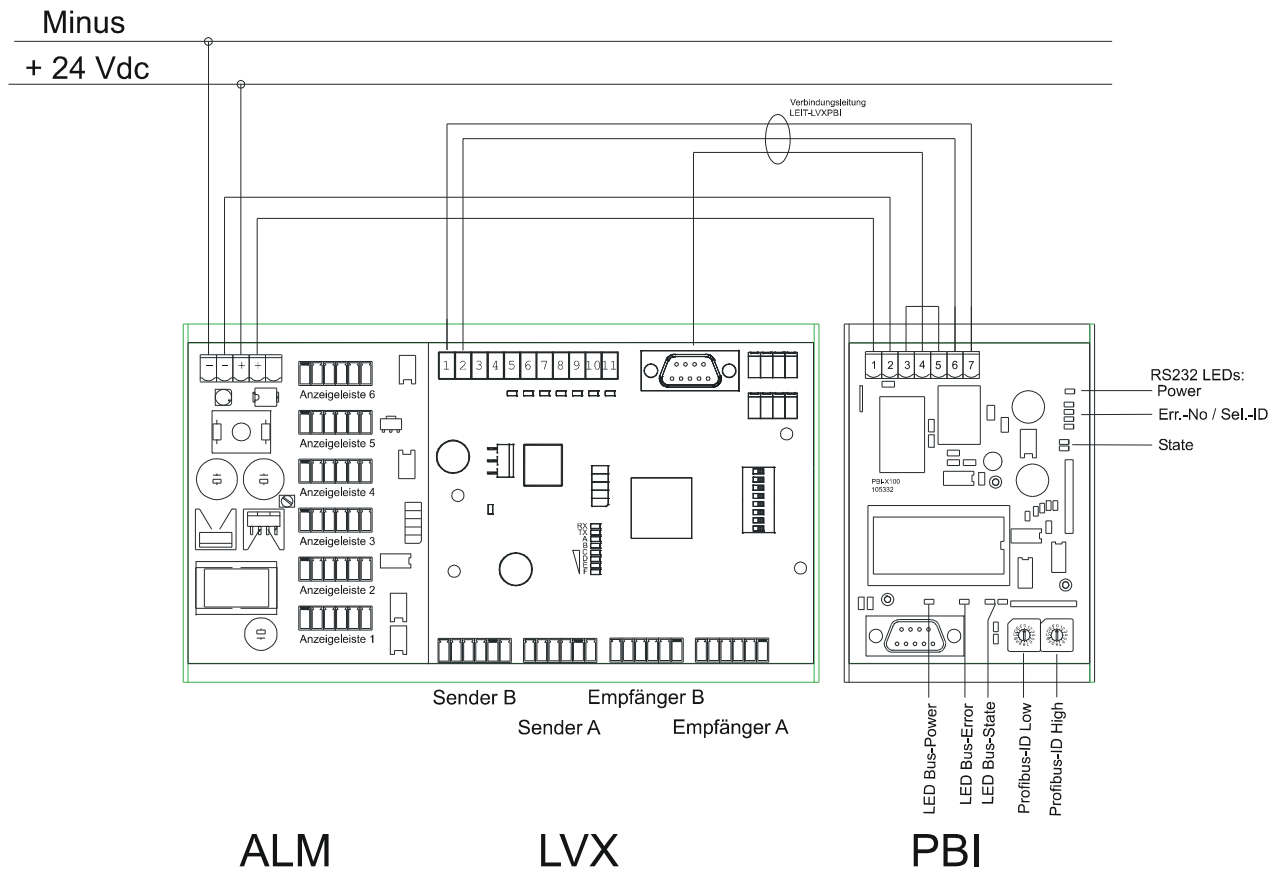 Minus
+ 24 Vdc
Verbindungsleitung
LEIT-LVXPBI
− − + +
1 2 3 4 5 6 7 8 9 10 11
1 2 3 4 5 6 7
Anzeigeleiste 6
Anzeigeleiste 5
Anzeigeleiste 4
Anzeigeleiste 3
Anzeigeleiste 2
Anzeigeleiste 1
RX
TX
A
B
C
D
E
F
PBI-X100
105332
RS232 LEDs:
Power
Err.-No / Sel.-ID
State
Sender B
Empfänger B
Sender A
Empfänger A
LED Bus-Power
LED Bus-Error
LED Bus-State
Profibus-ID Low
Profibus-ID High
ALM
LVX
PBI